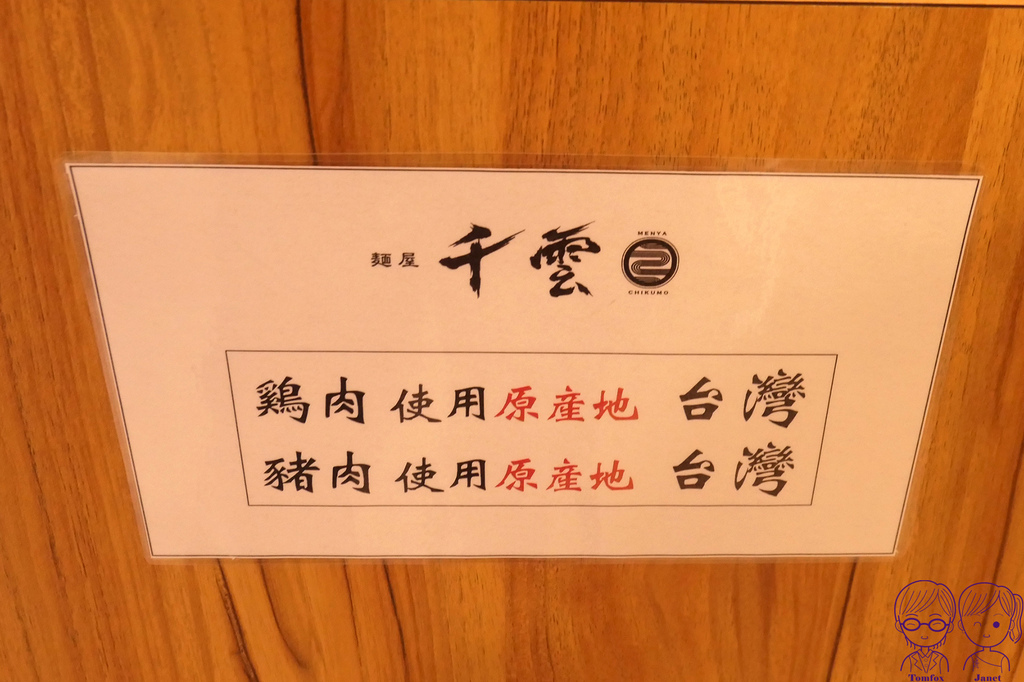 麵屋 千雲 MENYA CHIKUMO
鷄肉 使用原産地 台灣
豬肉 使用原産地 台灣
Tomfox Janet